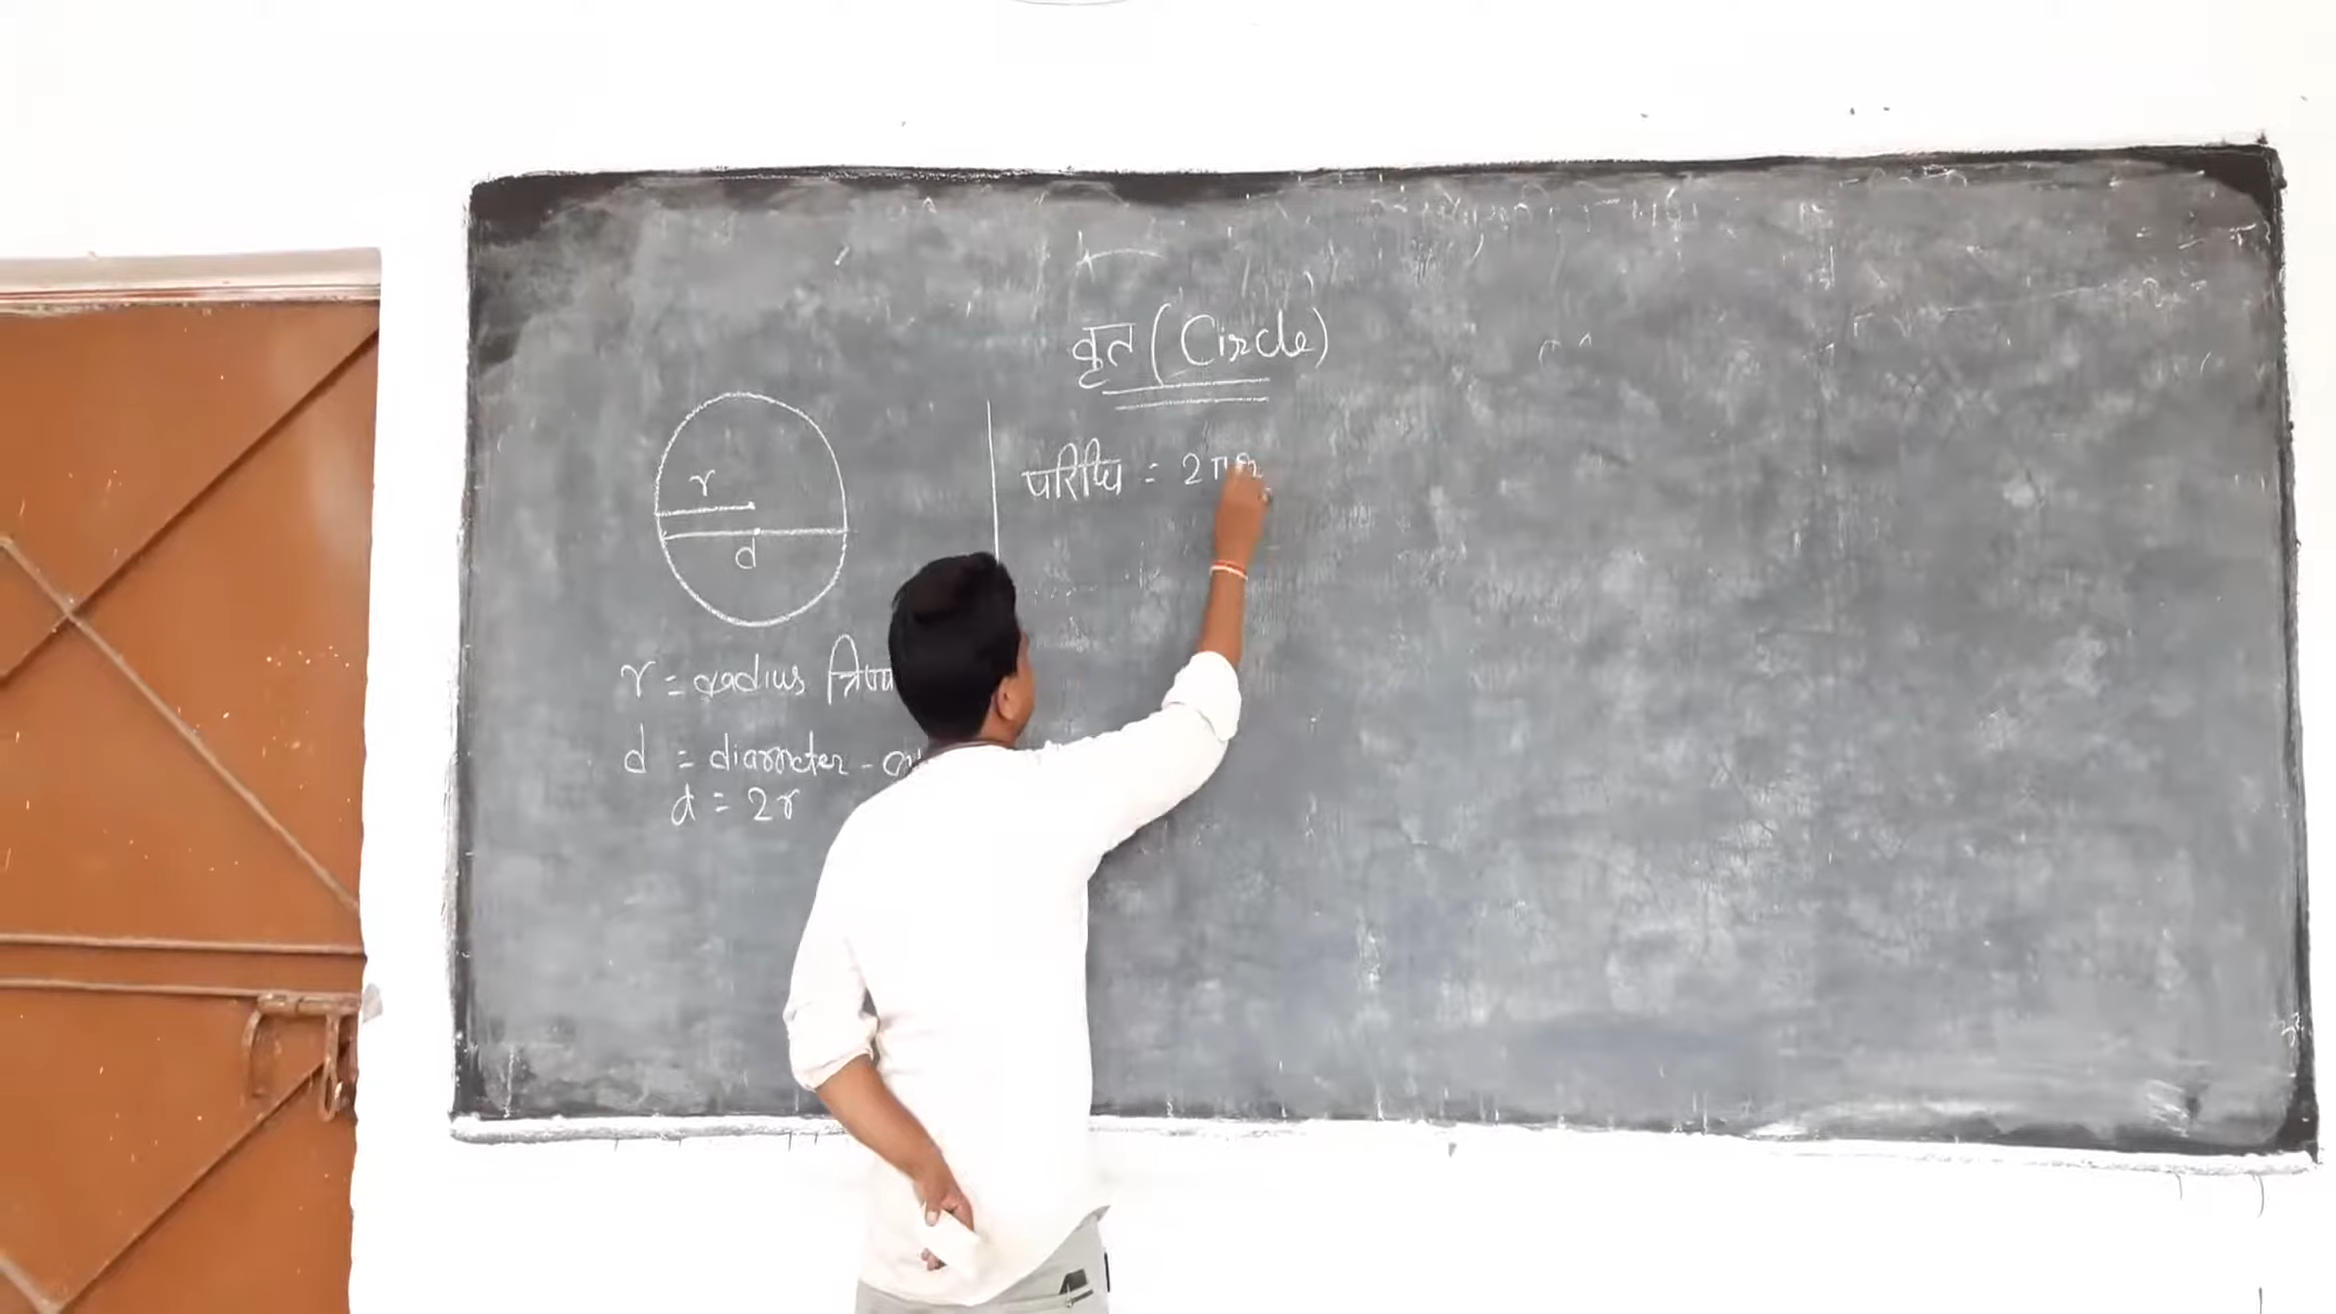 वृत (Circle)
r
d
परिधि = 2πr
r = radius
d = diameter -
d = 2r